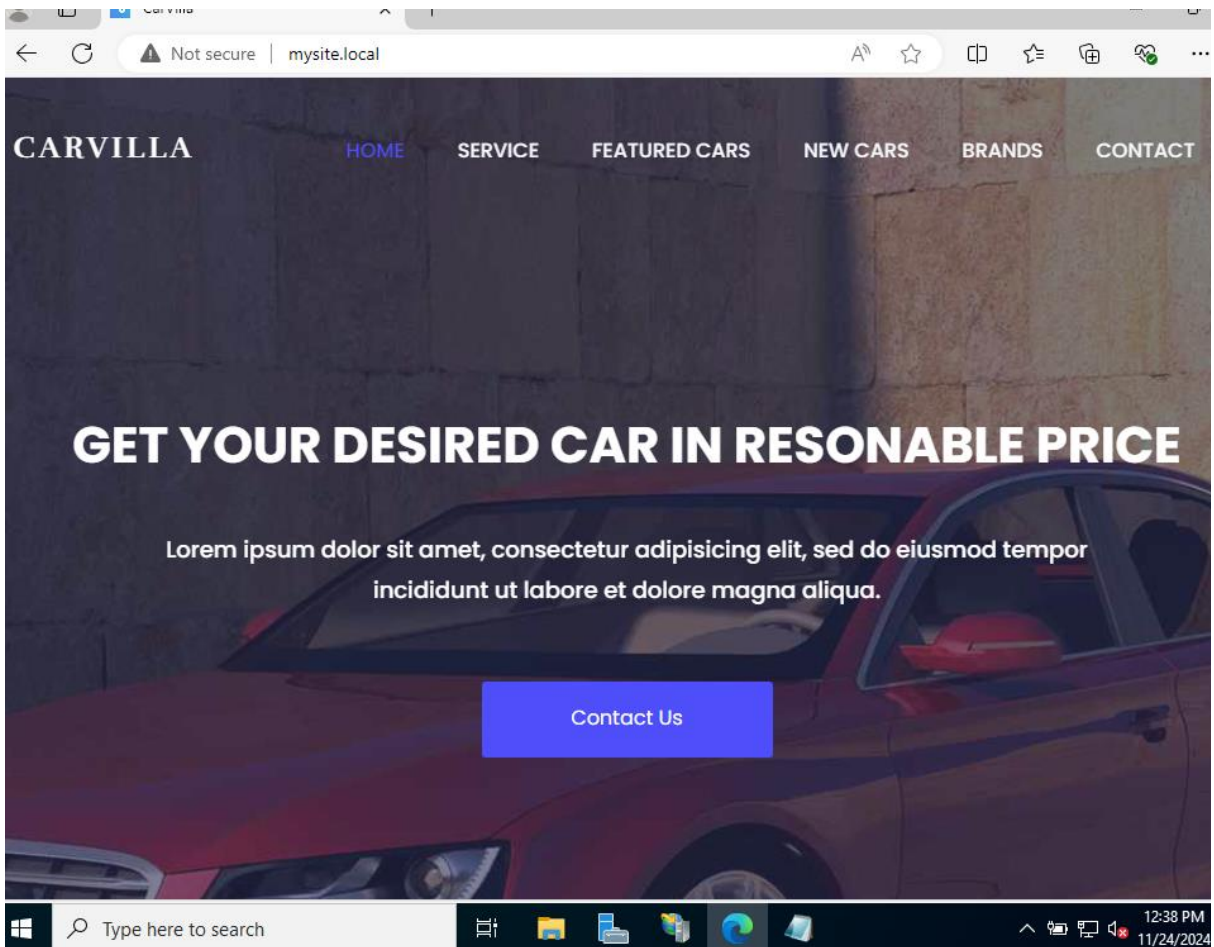 CarVilla
Not secure | mysite.local
CARVILLA HOME SERVICE FEATURED CARS NEW CARS BRANDS CONTACT
GET YOUR DESIRED CAR IN RESONABLE PRICE
Lorem ipsum dolor sit amet, consectetur adipisicing elit, sed do eiusmod tempor
incididunt ut labore et dolore magna aliqua.
Contact Us
Type here to search
12:38 PM
11/24/2024